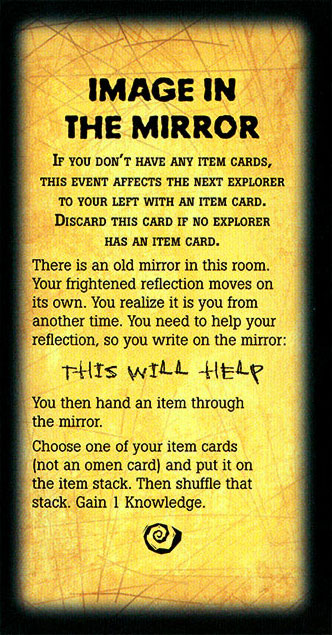 IMAGE IN
THE MIRROR
IF YOU DON'T HAVE ANY ITEM CARDS,
THIS EVENT AFFECTS THE NEXT EXPLORER
TO YOUR LEFT WITH AN ITEM CARD.
DISCARD THIS CARD IF NO EXPLORER
HAS AN ITEM CARD.
There is an old mirror in this room.
Your frightened reflection moves on
its own. You realize it is you from
another time. You need to help your
reflection, so you write on the mirror:
THIS WILL HELP
You then hand an item through
the mirror.
Choose one of your item cards
(not an omen card) and put it on
the item stack. Then shuffle that
stack. Gain 1 Knowledge.